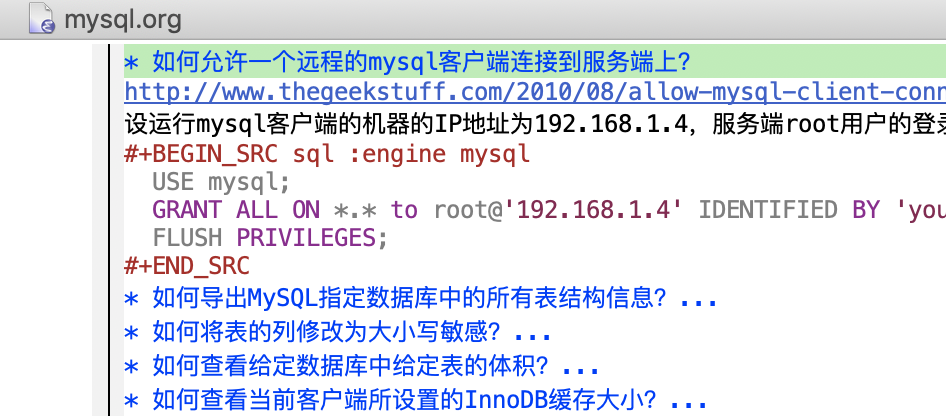 mysql.org
* 如何允许一个远程的mysql客户端连接到服务端上?
http://www.thegeekstuff.com/2010/08/allow-mysql-client-conn
设运行mysql客户端的机器的IP地址为192.168.1.4，服务端root用户的登录
#+BEGIN_SRC sql :engine mysql
USE mysql;
GRANT ALL ON *.* to root@'192.168.1.4' IDENTIFIED BY 'you
FLUSH PRIVILEGES;
#+END_SRC
* 如何导出MySQL指定数据库中的所有表结构信息? ...
* 如何将表的列修改为大小写敏感? ...
* 如何查看给定数据库中给定表的体积? ...
* 如何查看当前客户端所设置的InnoDB缓存大小? ...